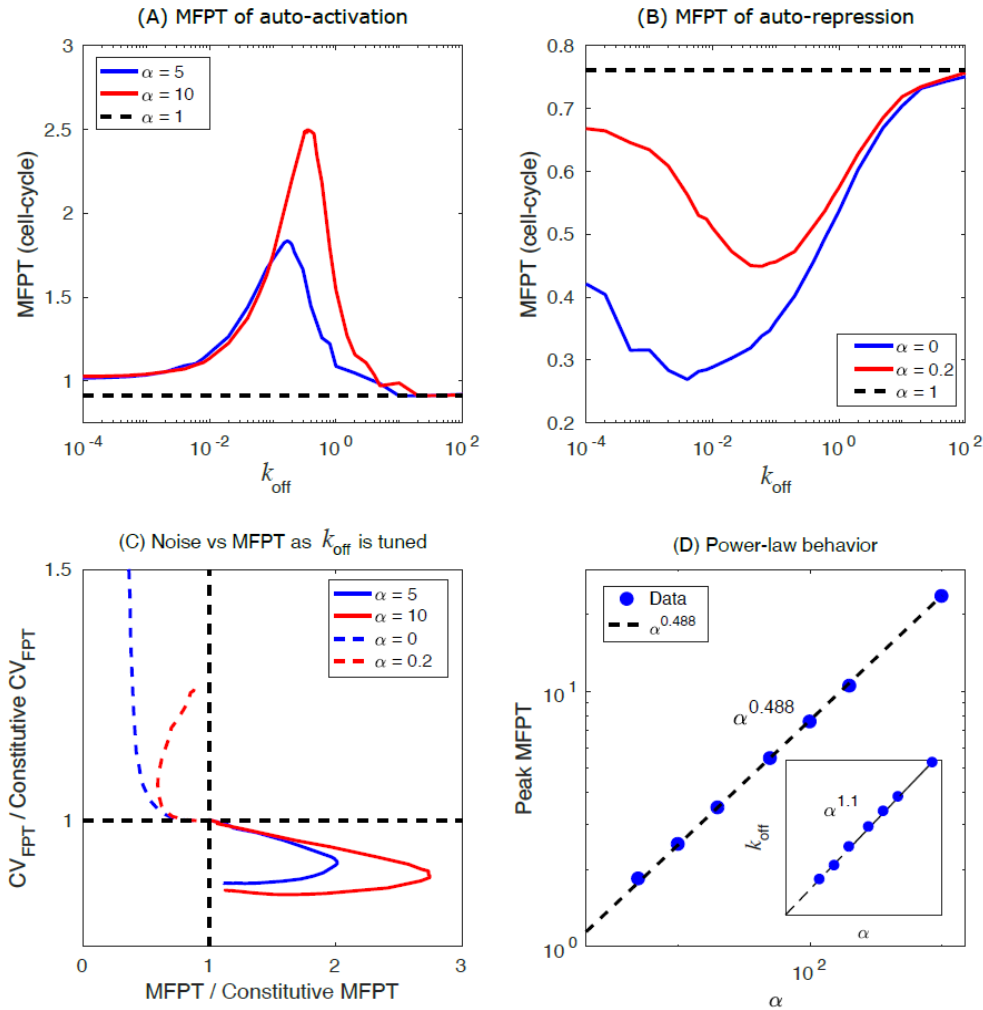 (A) MFPT of auto-activation
3
2.5
2
1.5
1
MFPT (cell-cycle)
α = 5
α = 10
α = 1
10^-4
10^-2
10^0
10^2
k_off
(B) MFPT of auto-repression
0.8
0.7
0.6
0.5
0.4
0.3
0.2
MFPT (cell-cycle)
α = 0
α = 0.2
α = 1
10^-4
10^-2
10^0
10^2
k_off
(C) Noise vs MFPT as k_off is tuned
1.5
1
CV_FPT / Constitutive CV_FPT
α = 5
α = 10
α = 0
α = 0.2
0
1
2
3
MFPT / Constitutive MFPT
(D) Power-law behavior
10^1
10^0
Peak MFPT
Data
α^0.488
α^0.488
α^1.1
k_off
α
10^2
α